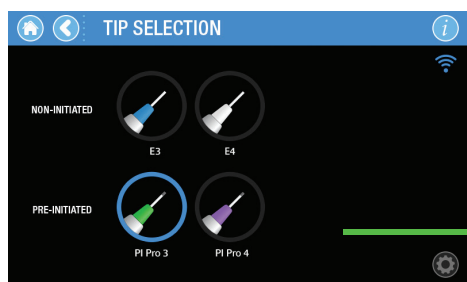 TIP SELECTION
i
NON-INITIATED
E3 E4
PRE-INITIATED
PI Pro 3 PI Pro 4